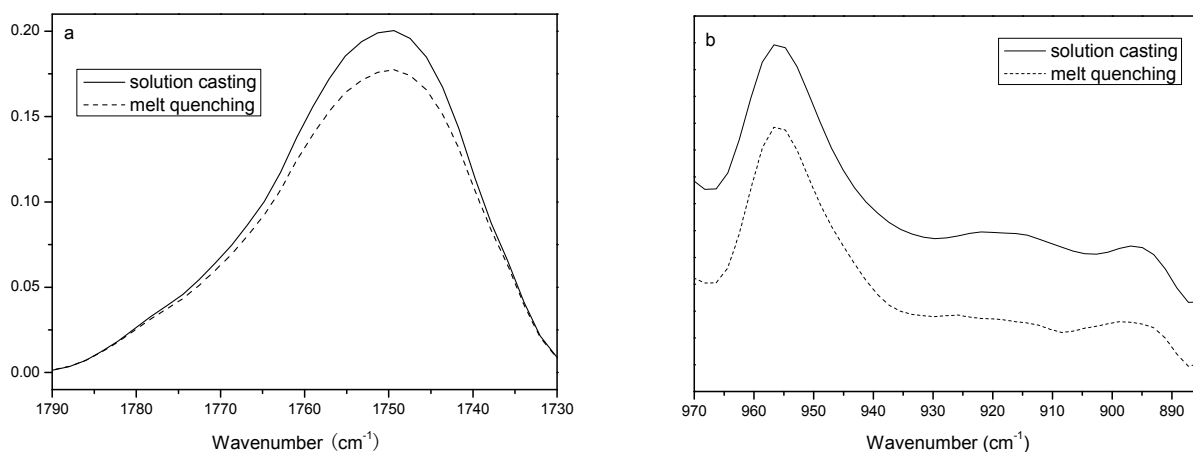 a
solution casting
melt quenching
0.20
0.15
0.10
0.05
0.00
1790 1780 1770 1760 1750 1740 1730
Wavenumber (cm⁻¹)
b
solution casting
melt quenching
970 960 950 940 930 920 910 900 890
Wavenumber (cm⁻¹)